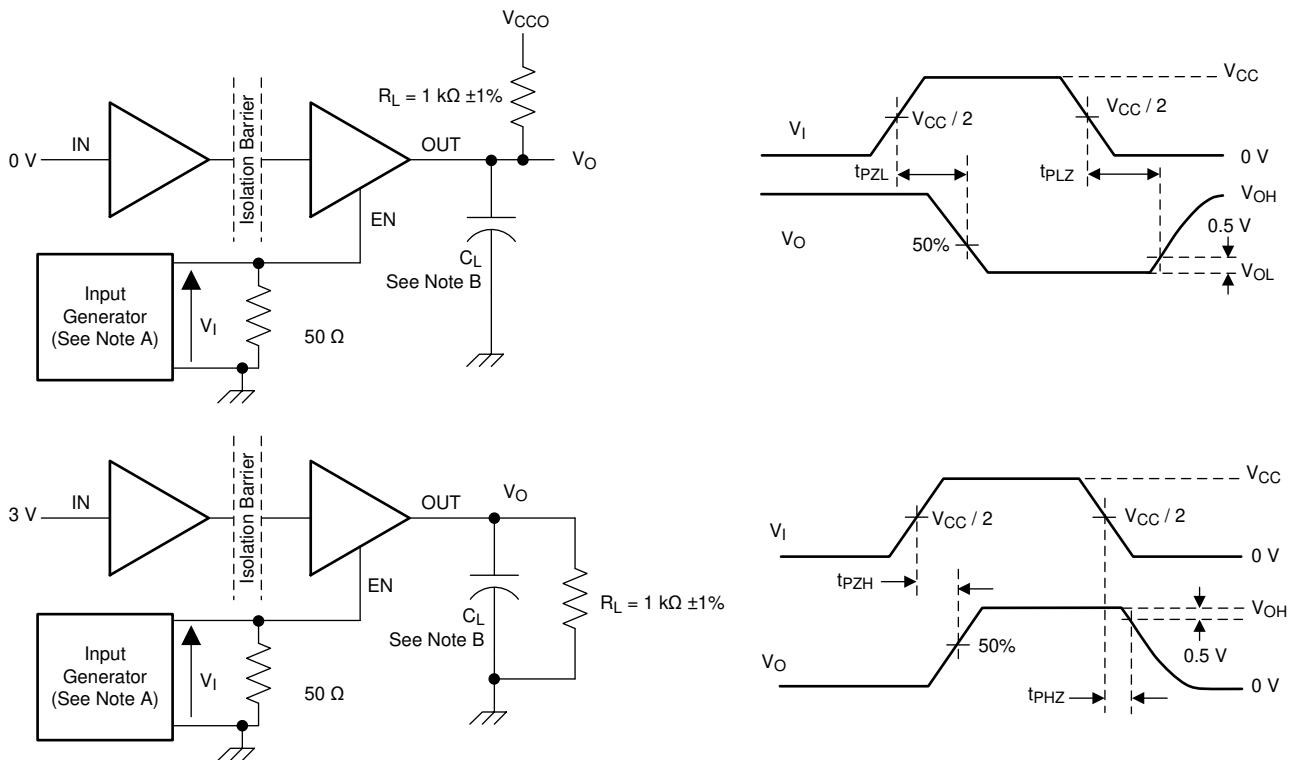 VCCO
RL = 1 kΩ ±1%
0 V
IN
Isolation Barrier
OUT
VO
EN
CL
See Note B
Input
Generator
(See Note A)
VI
50 Ω
VCC
VI
VCC / 2
VCC / 2
0 V
tPZL
tPLZ
VOH
0.5 V
VO
50%
VOL
3 V
IN
Isolation Barrier
OUT
VO
EN
CL
See Note B
RL = 1 kΩ ±1%
Input
Generator
(See Note A)
VI
50 Ω
VCC
VI
VCC / 2
VCC / 2
0 V
tPZH
VOH
0.5 V
VO
50%
0 V
tPHZ